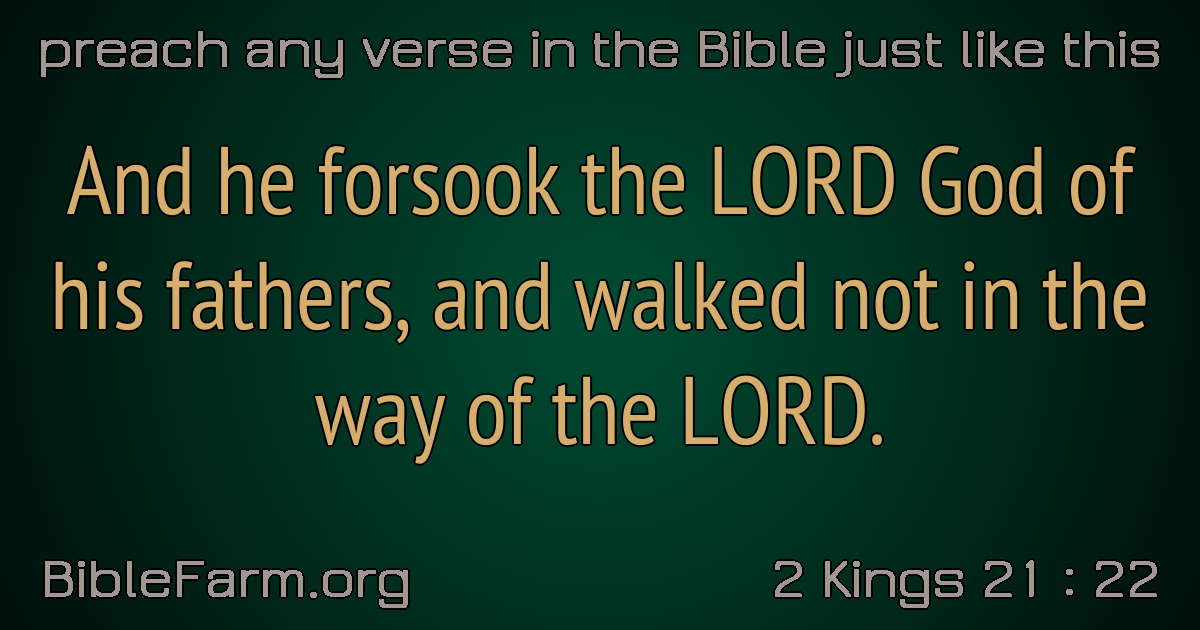 preach any verse in the Bible just like this
And he forsook the LORD God of
his fathers, and walked not in the
way of the LORD.
BibleFarm.org
2 Kings 21 : 22